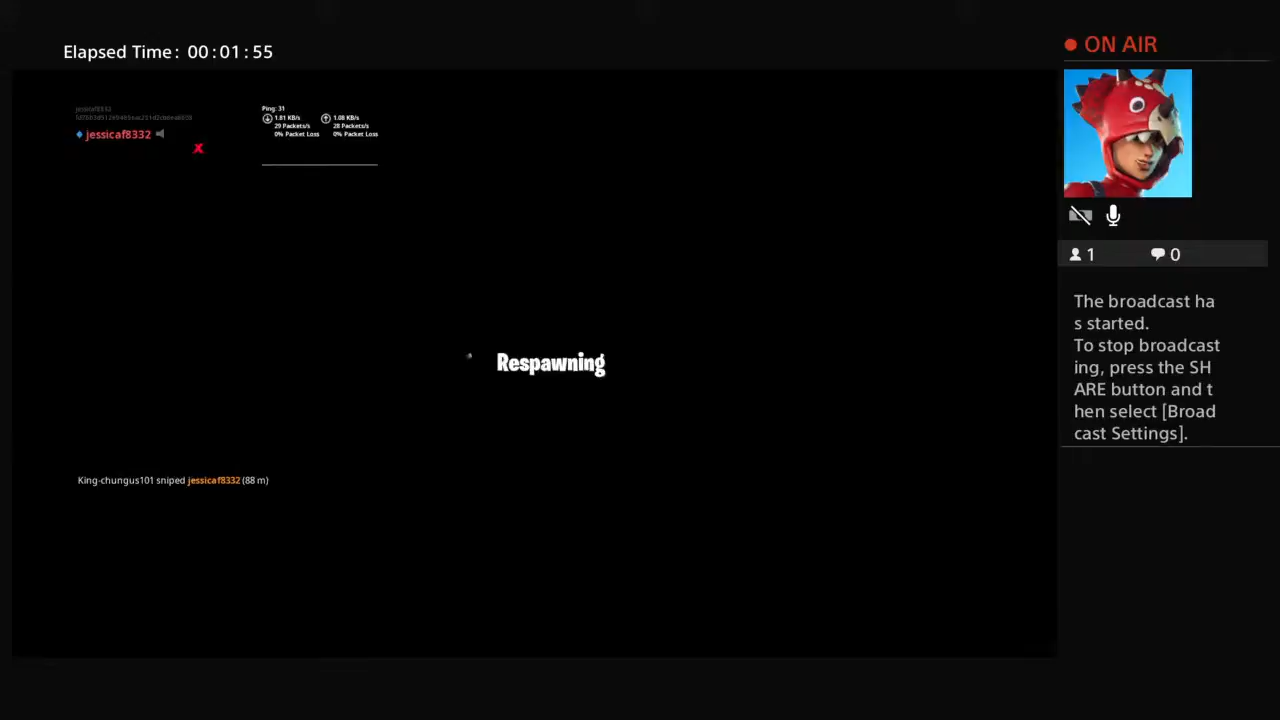 Elapsed Time: 00:01:55
ON AIR
jessicaf8332
Ping: 31
1.81 KB/s
1.08 KB/s
29 Packets/s
28 Packets/s
0% Packet Loss
0% Packet Loss
jessicaf8332
X
1
0
The broadcast ha
s started.
To stop broadcast
ing, press the SH
ARE button and t
hen select [Broad
cast Settings].
Respawning
King-chungus101 sniped jessicaf8332 (88 m)